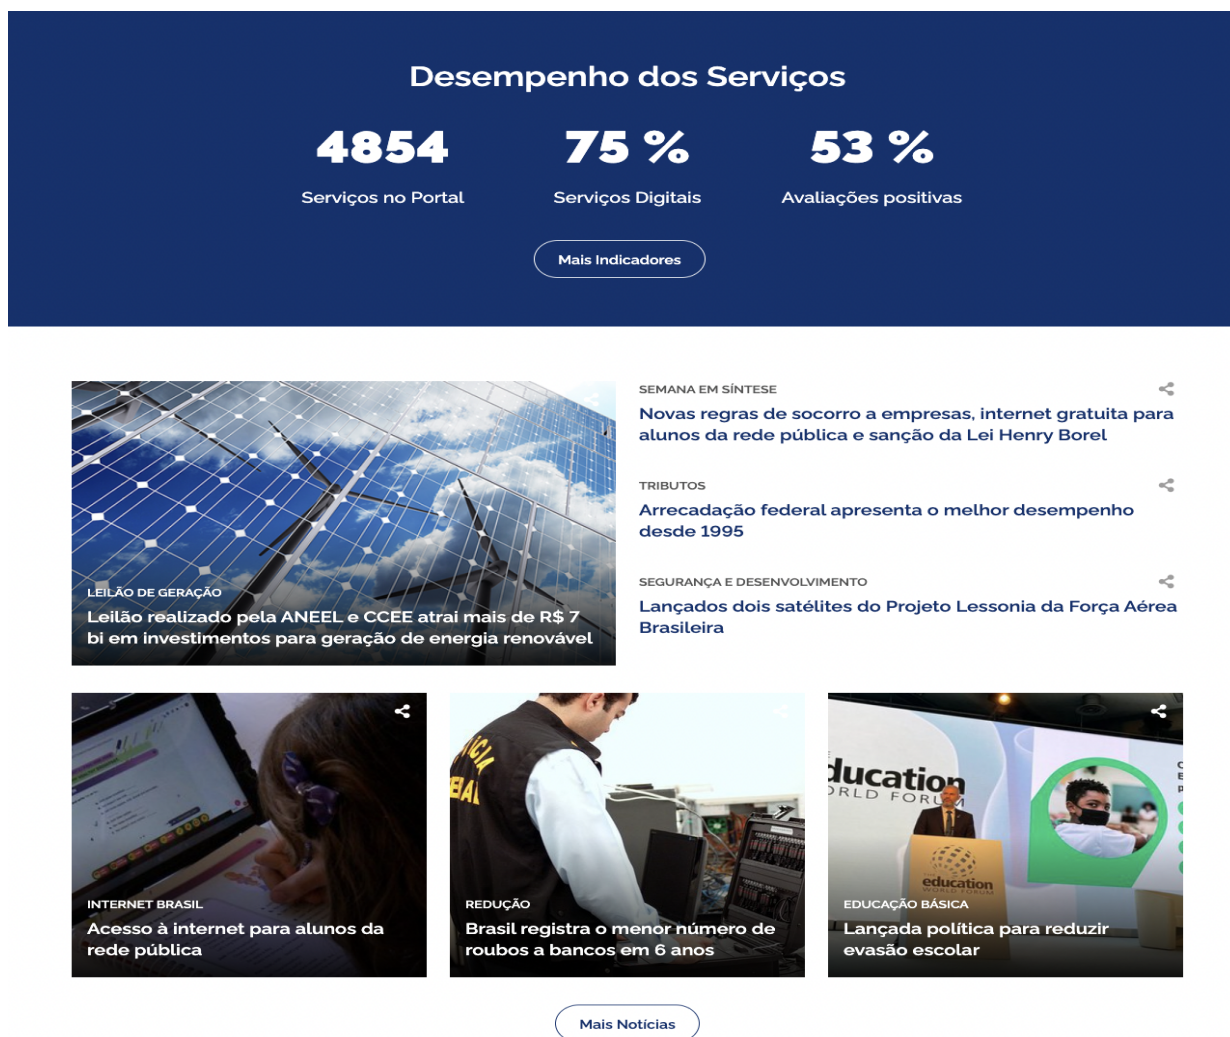 Desempenho dos Serviços
4854
75 %
53 %
Serviços no Portal
Serviços Digitais
Avaliações positivas
Mais Indicadores
LEILÃO DE GERAÇÃO
Leilão realizado pela ANEEL e CCEE atrai mais de R$ 7
bi em investimentos para geração de energia renovável
SEMANA EM SÍNTESE
Novas regras de socorro a empresas, internet gratuita para
alunos da rede pública e sanção da Lei Henry Borel
TRIBUTOS
Arrecadação federal apresenta o melhor desempenho
desde 1995
SEGURANÇA E DESENVOLVIMENTO
Lançados dois satélites do Projeto Lessonia da Força Aérea
Brasileira
INTERNET BRASIL
Acesso à internet para alunos da
rede pública
REDUÇÃO
Brasil registra o menor número de
roubos a bancos em 6 anos
ducation
ORLD FORUM
education
WORLD FORUM
EDUCAÇÃO BÁSICA
Lançada política para reduzir
evasão escolar
Mais Notícias